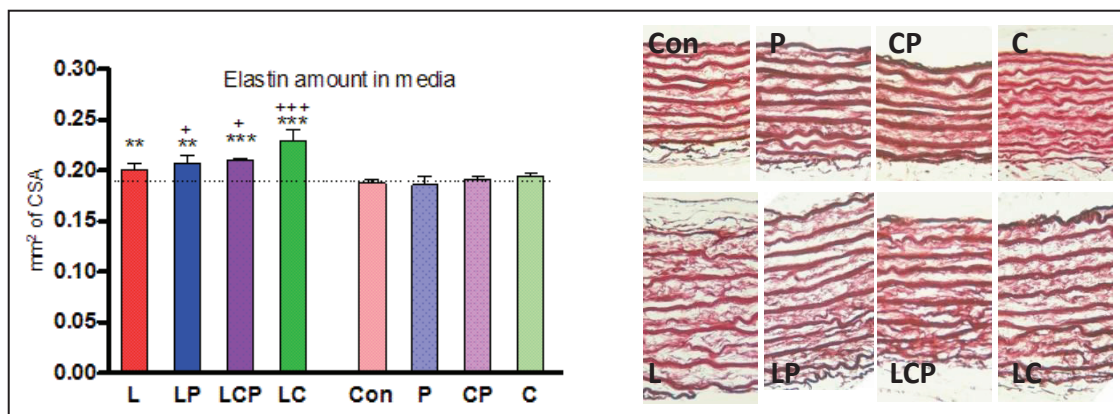 Elastin amount in media
mm² of CSA
0.30
0.25
0.20
0.15
0.10
0.05
0.00
**
+
**
+
***
+++
***
L LP LCP LC Con P CP C
Con P CP C
L LP LCP LC